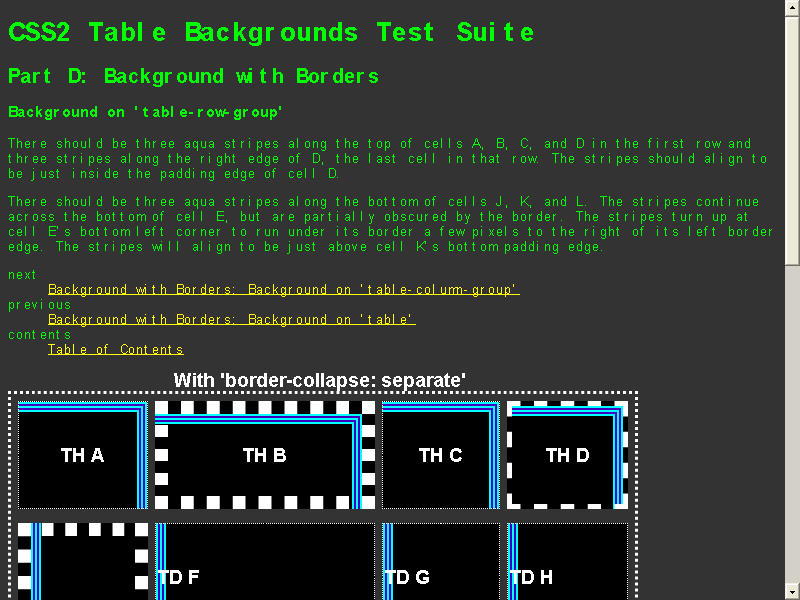 CSS2 Table Backgrounds Test Suite
Part D: Background with Borders
Background on 'table-row-group'
There should be three aqua stripes along the top of cells A, B, C, and D in the first row and
three stripes along the right edge of D, the last cell in that row. The stripes should align to
be just inside the padding edge of cell D.
There should be three aqua stripes along the bottom of cells J, K, and L. The stripes continue
across the bottom of cell E, but are partially obscured by the border. The stripes turn up at
cell E's bottom left corner to run under its border a few pixels to the right of its left border
edge. The stripes will align to be just above cell K's bottom padding edge.
next
Background with Borders: Background on 'table-column-group'
previous
Background with Borders: Background on 'table'
contents
Table of Contents
With 'border-collapse: separate'
TH A TH B TH C TH D
TD F TD G TD H